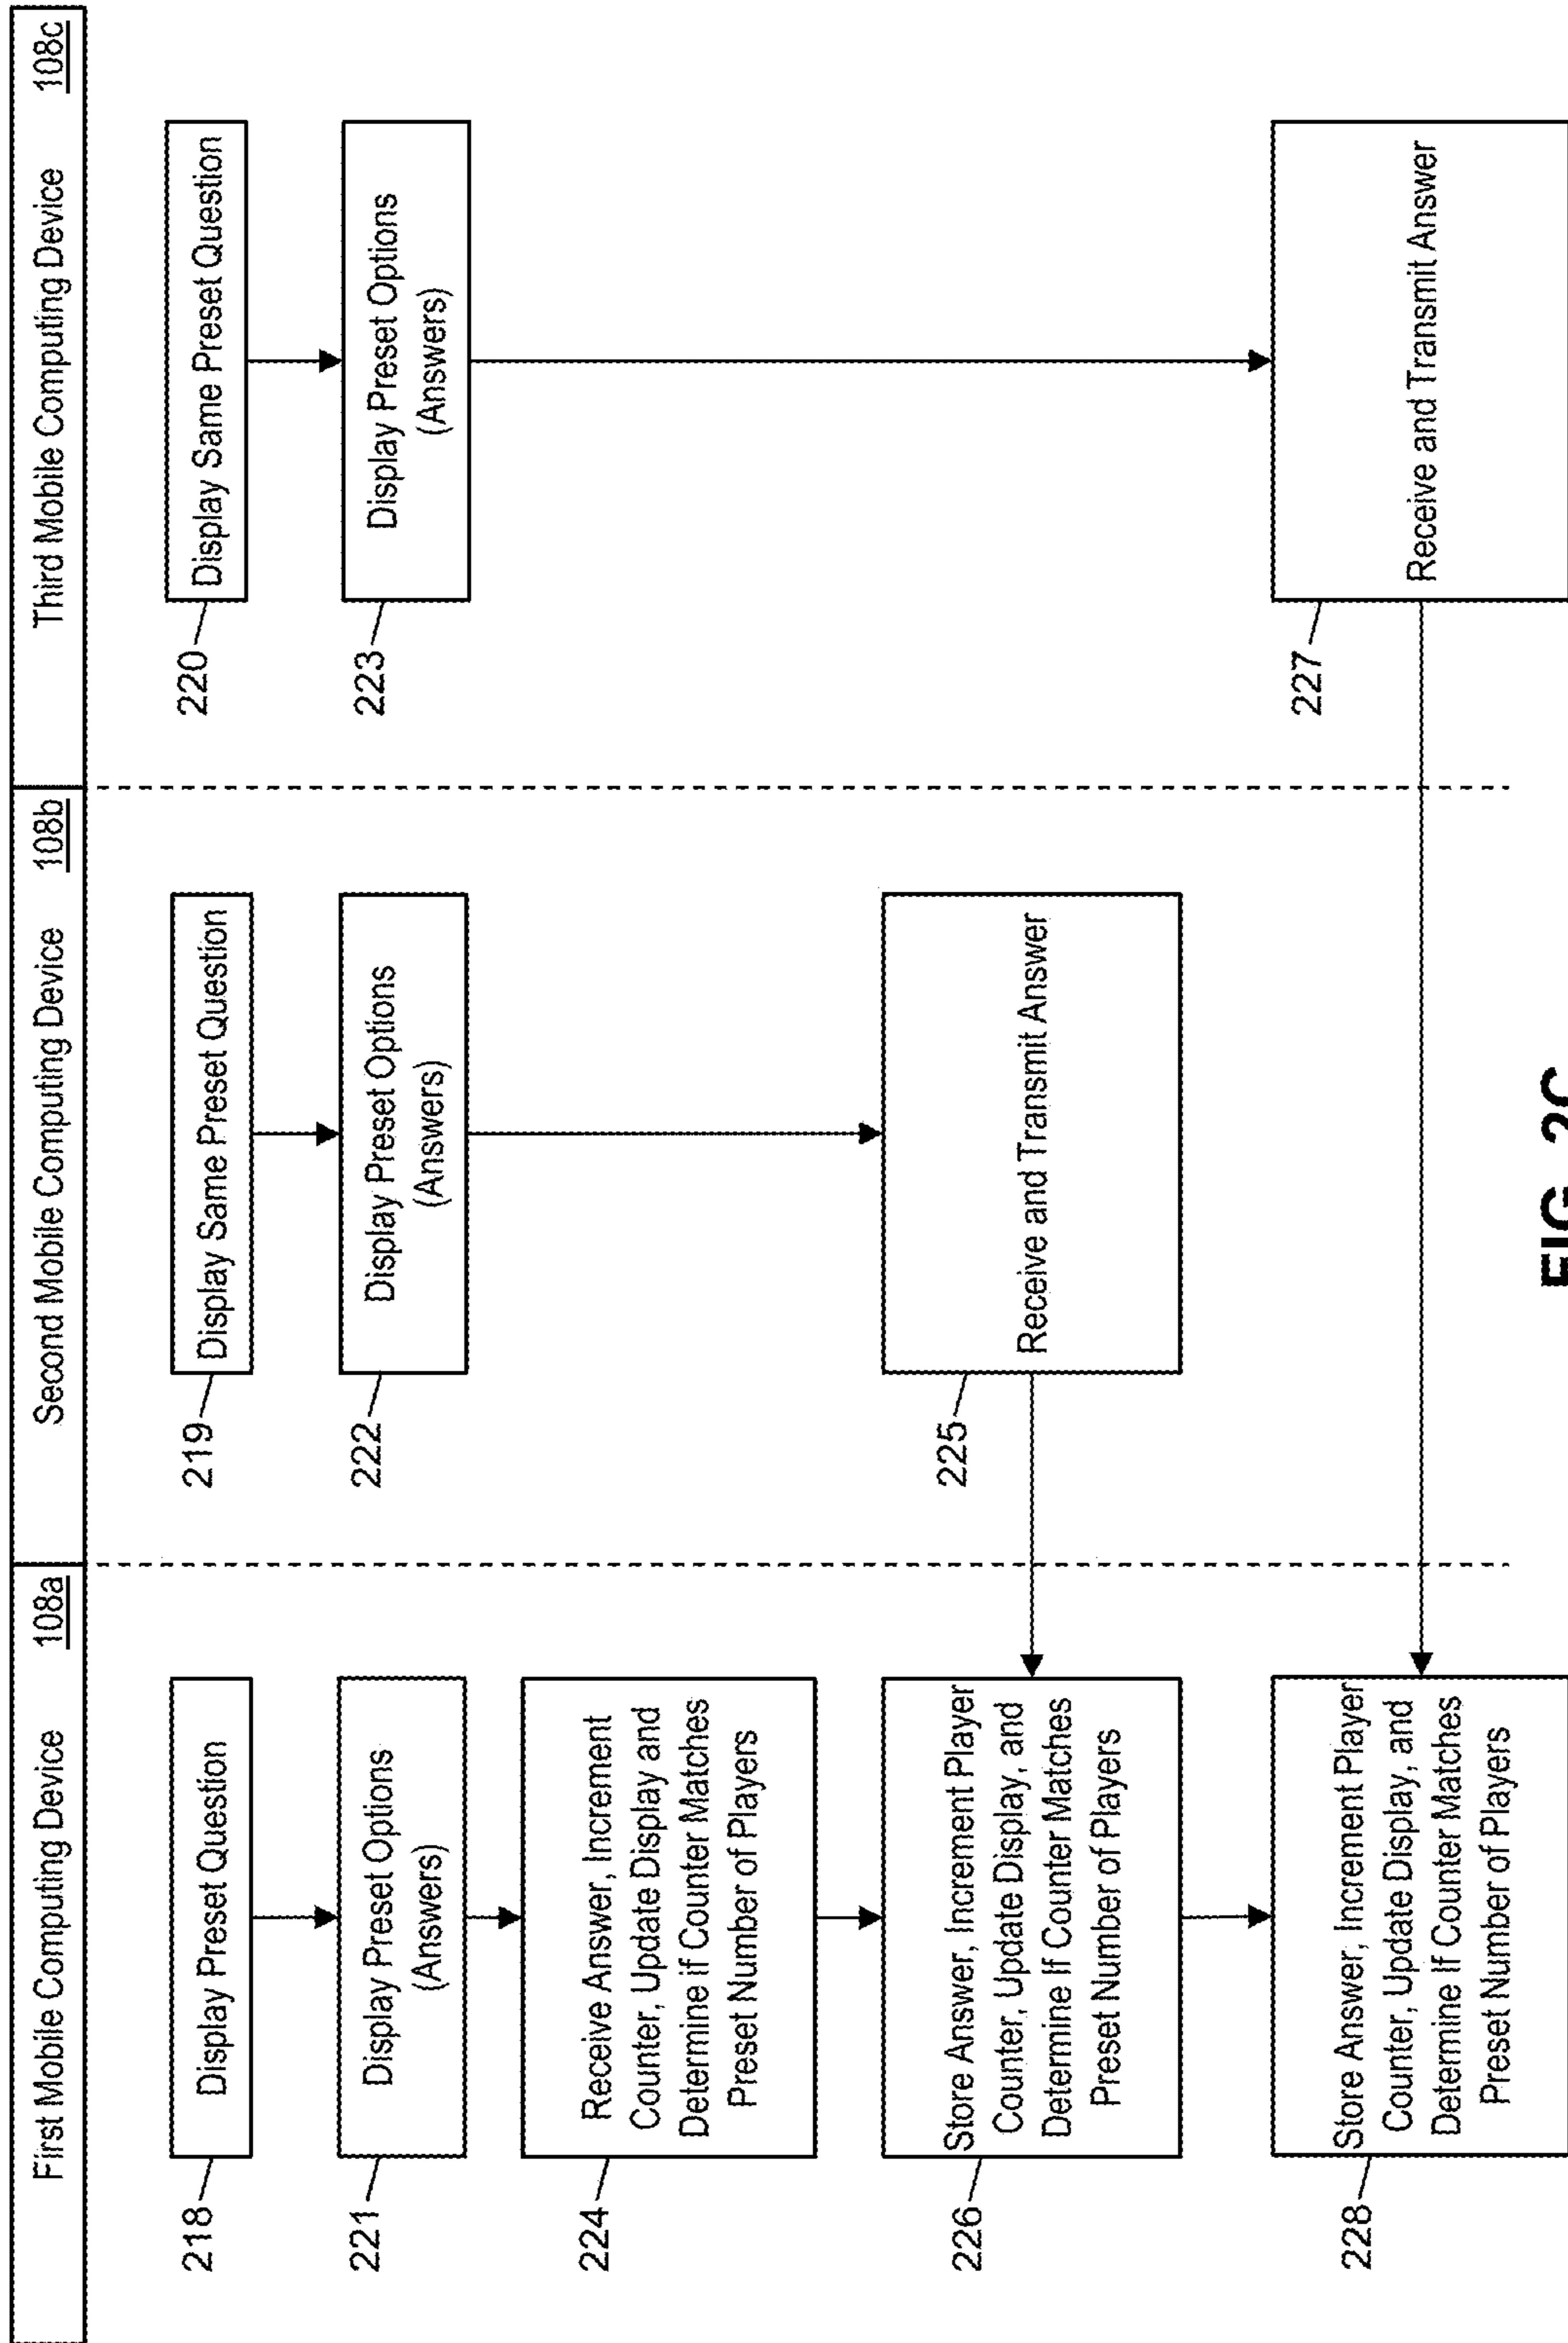 First Mobile Computing Device 108a
Second Mobile Computing Device 108b
Third Mobile Computing Device 108c
218
Display Preset Question
219
Display Same Preset Question
220
Display Same Preset Question
221
Display Preset Options
(Answers)
222
Display Preset Options
(Answers)
223
Display Preset Options
(Answers)
224
Receive Answer, Increment
Counter, Update Display and
Determine if Counter Matches
Preset Number of Players
225
Receive and Transmit Answer
226
Store Answer, Increment Player
Counter, Update Display, and
Determine If Counter Matches
Preset Number of Players
227
Receive and Transmit Answer
228
Store Answer, Increment Player
Counter, Update Display, and
Determine If Counter Matches
Preset Number of Players
FIG. 2C